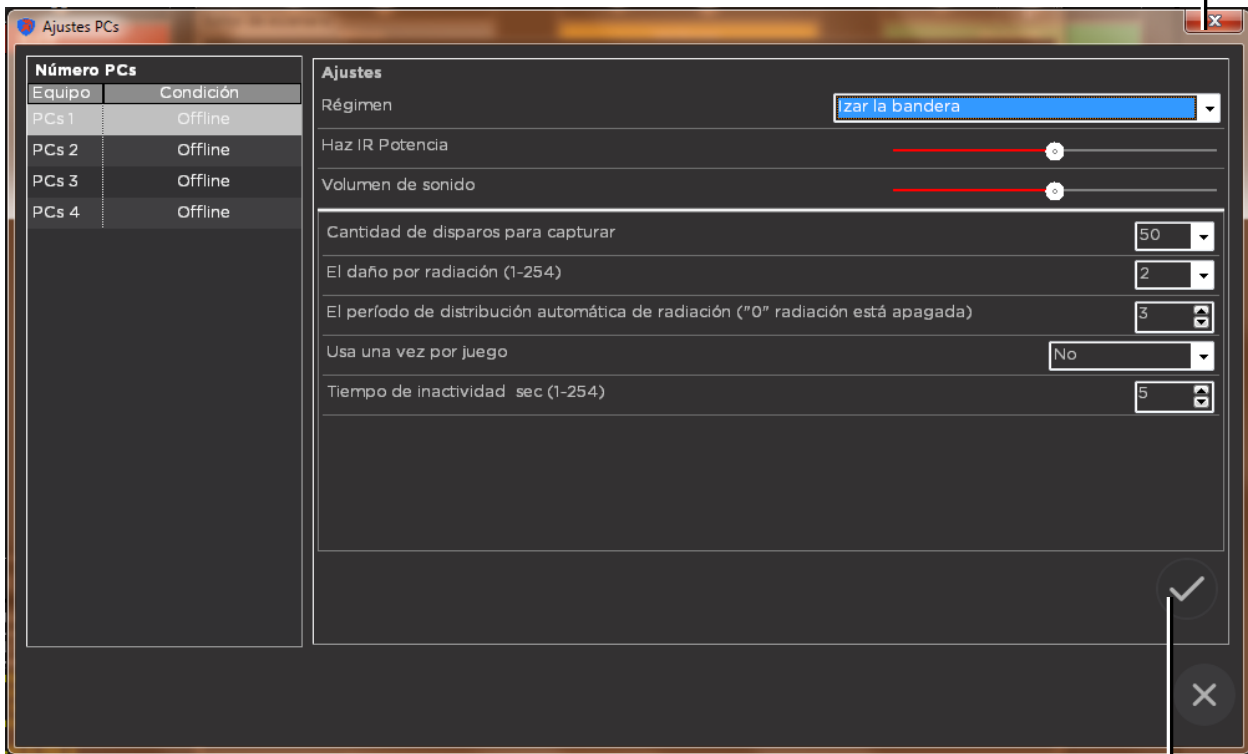 Ajustes PCs
Número PCs
Equipo Condición
PCs 1 Offline
PCs 2 Offline
PCs 3 Offline
PCs 4 Offline
Ajustes
Régimen Izar la bandera
Haz IR Potencia
Volumen de sonido
Cantidad de disparos para capturar 50
El daño por radiación (1-254) 2
El período de distribución automática de radiación ("0" radiación está apagada) 3
Usa una vez por juego No
Tiempo de inactividad sec (1-254) 5